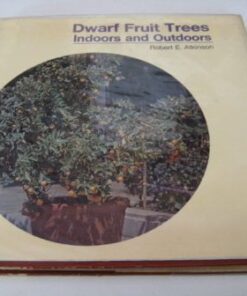 Dwarf Fruit Trees
Indoors and Outdoors
Robert E. Atkinson